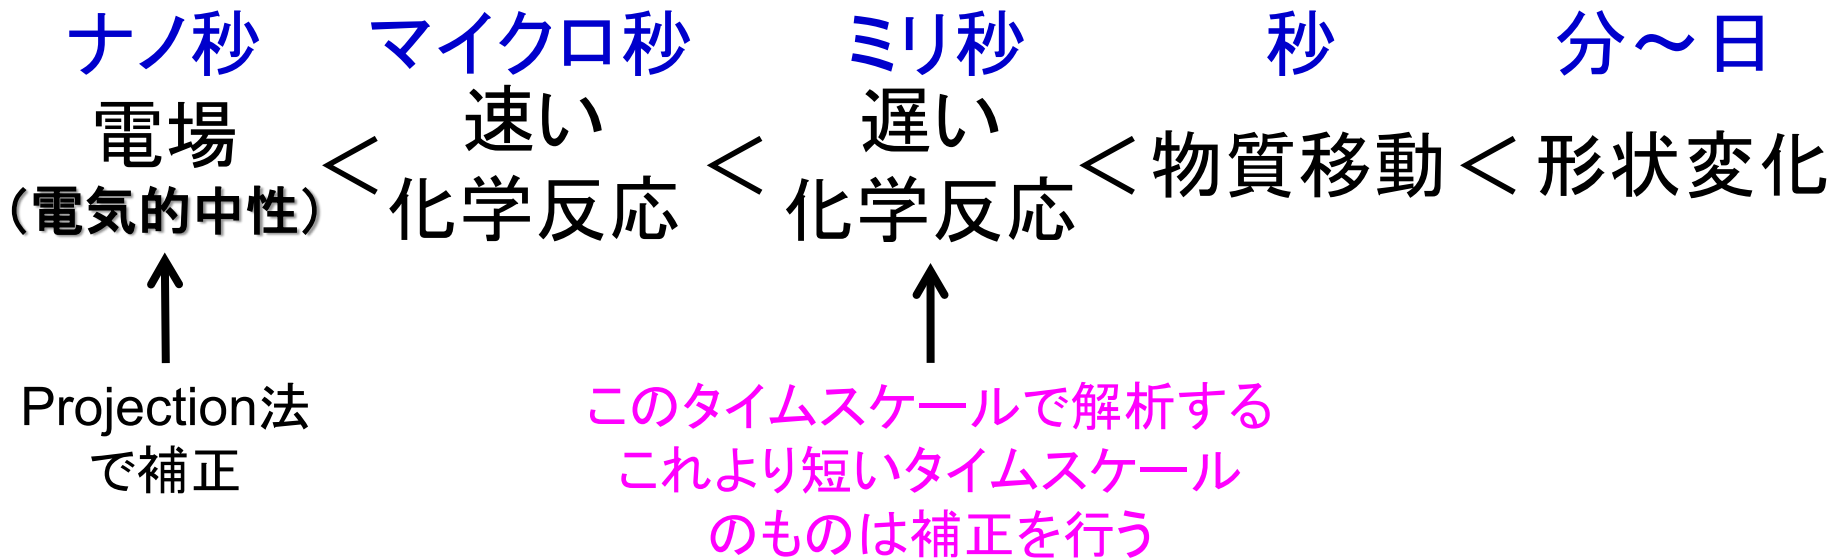 ナノ秒 マイクロ秒 ミリ秒 秒 分～日
電場
(電気的中性)
＜
速い
化学反応
＜
遅い
化学反応
＜物質移動＜形状変化
Projection法
で補正
このタイムスケールで解析する
これより短いタイムスケール
のものは補正を行う